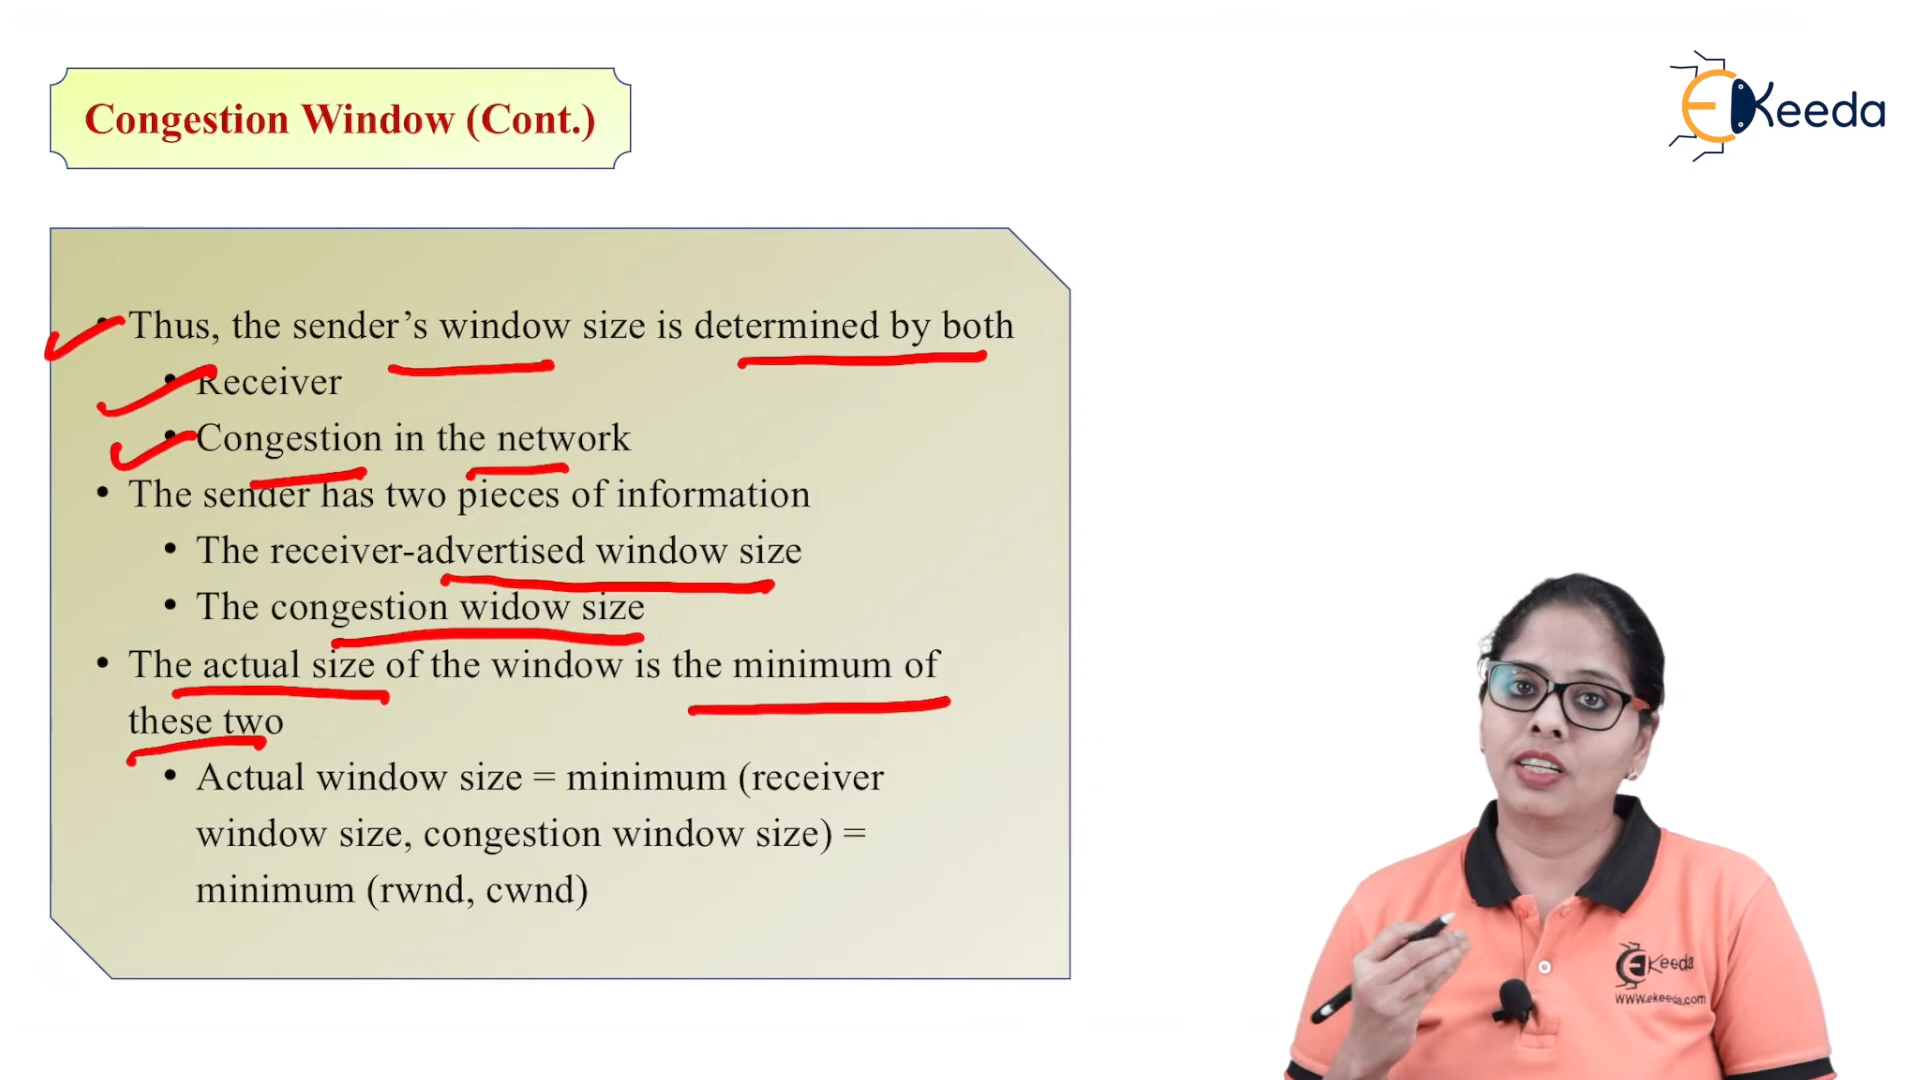 Congestion Window (Cont.)
EKeeda
• Thus, the sender’s window size is determined by both
• Receiver
• Congestion in the network
• The sender has two pieces of information
• The receiver-advertised window size
• The congestion widow size
• The actual size of the window is the minimum of
these two
• Actual window size = minimum (receiver
window size, congestion window size) =
minimum (rwnd, cwnd)
EKeeda
www.ekeeda.com